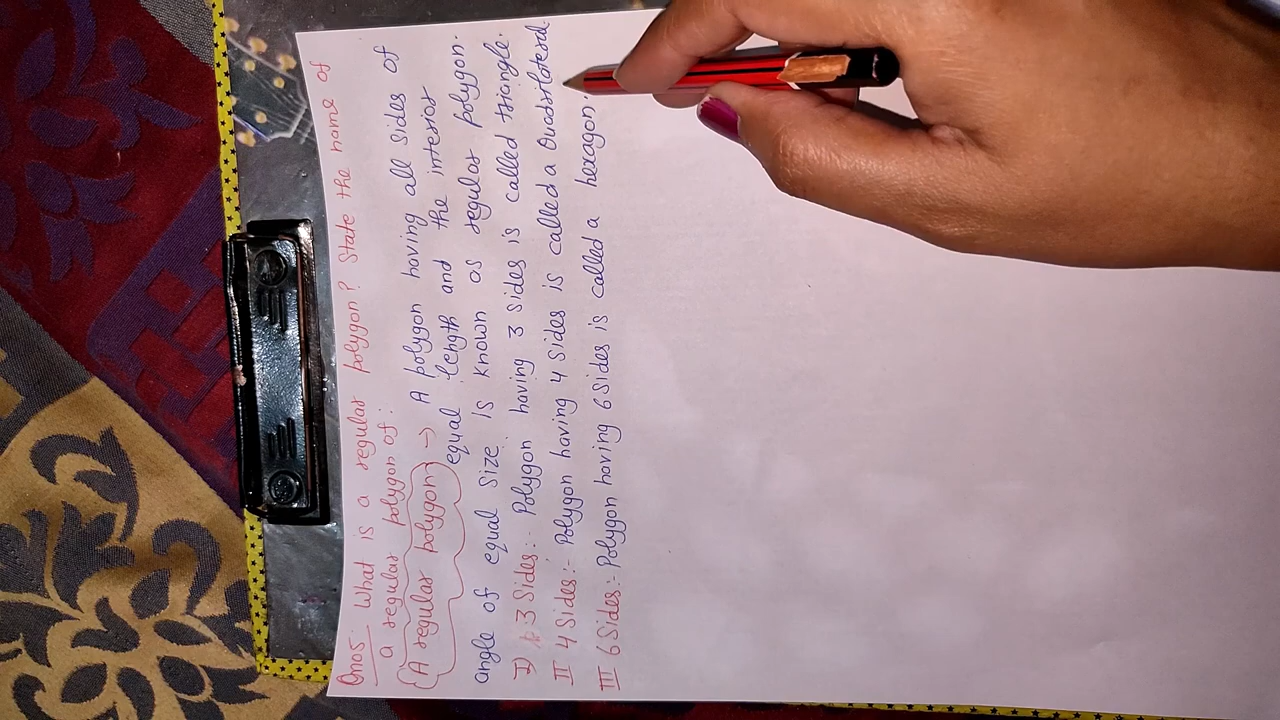 Qno5. What is a regular polygon? State the name of
a regular polygon of:
(A regular polygon) → A polygon having all sides of
equal length and the interior
angle of equal size is known as regular polygon.
I) 3 Sides:- Polygon having 3 sides is called triangle.
II 4 Sides:- Polygon having 4 sides is called a Quadrilateral.
III 6 Sides:- Polygon having 6 sides is called a hexagon.